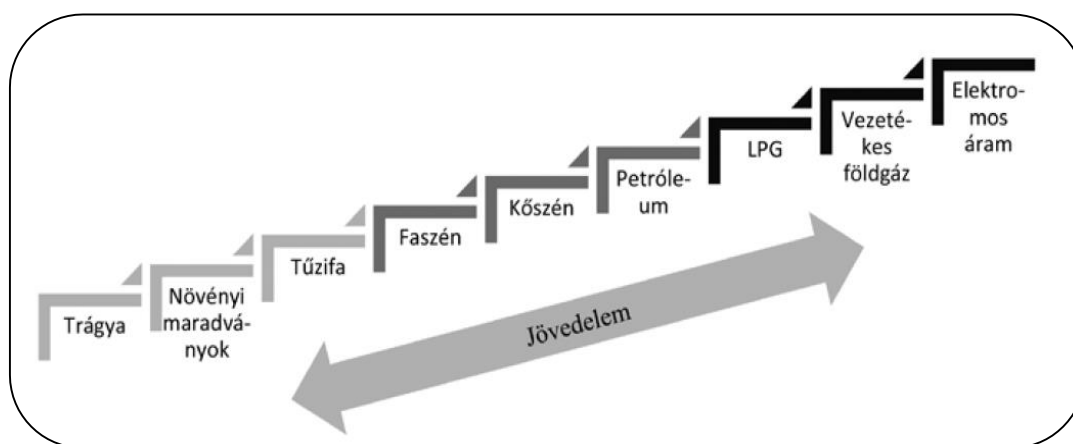 Trágya
Növényi
maradvá-
nyok
Tűzifa
Faszén
Kőszén
Petróle-
um
LPG
Vezeté-
kes
földgáz
Elektro-
mos
áram
Jövedelem